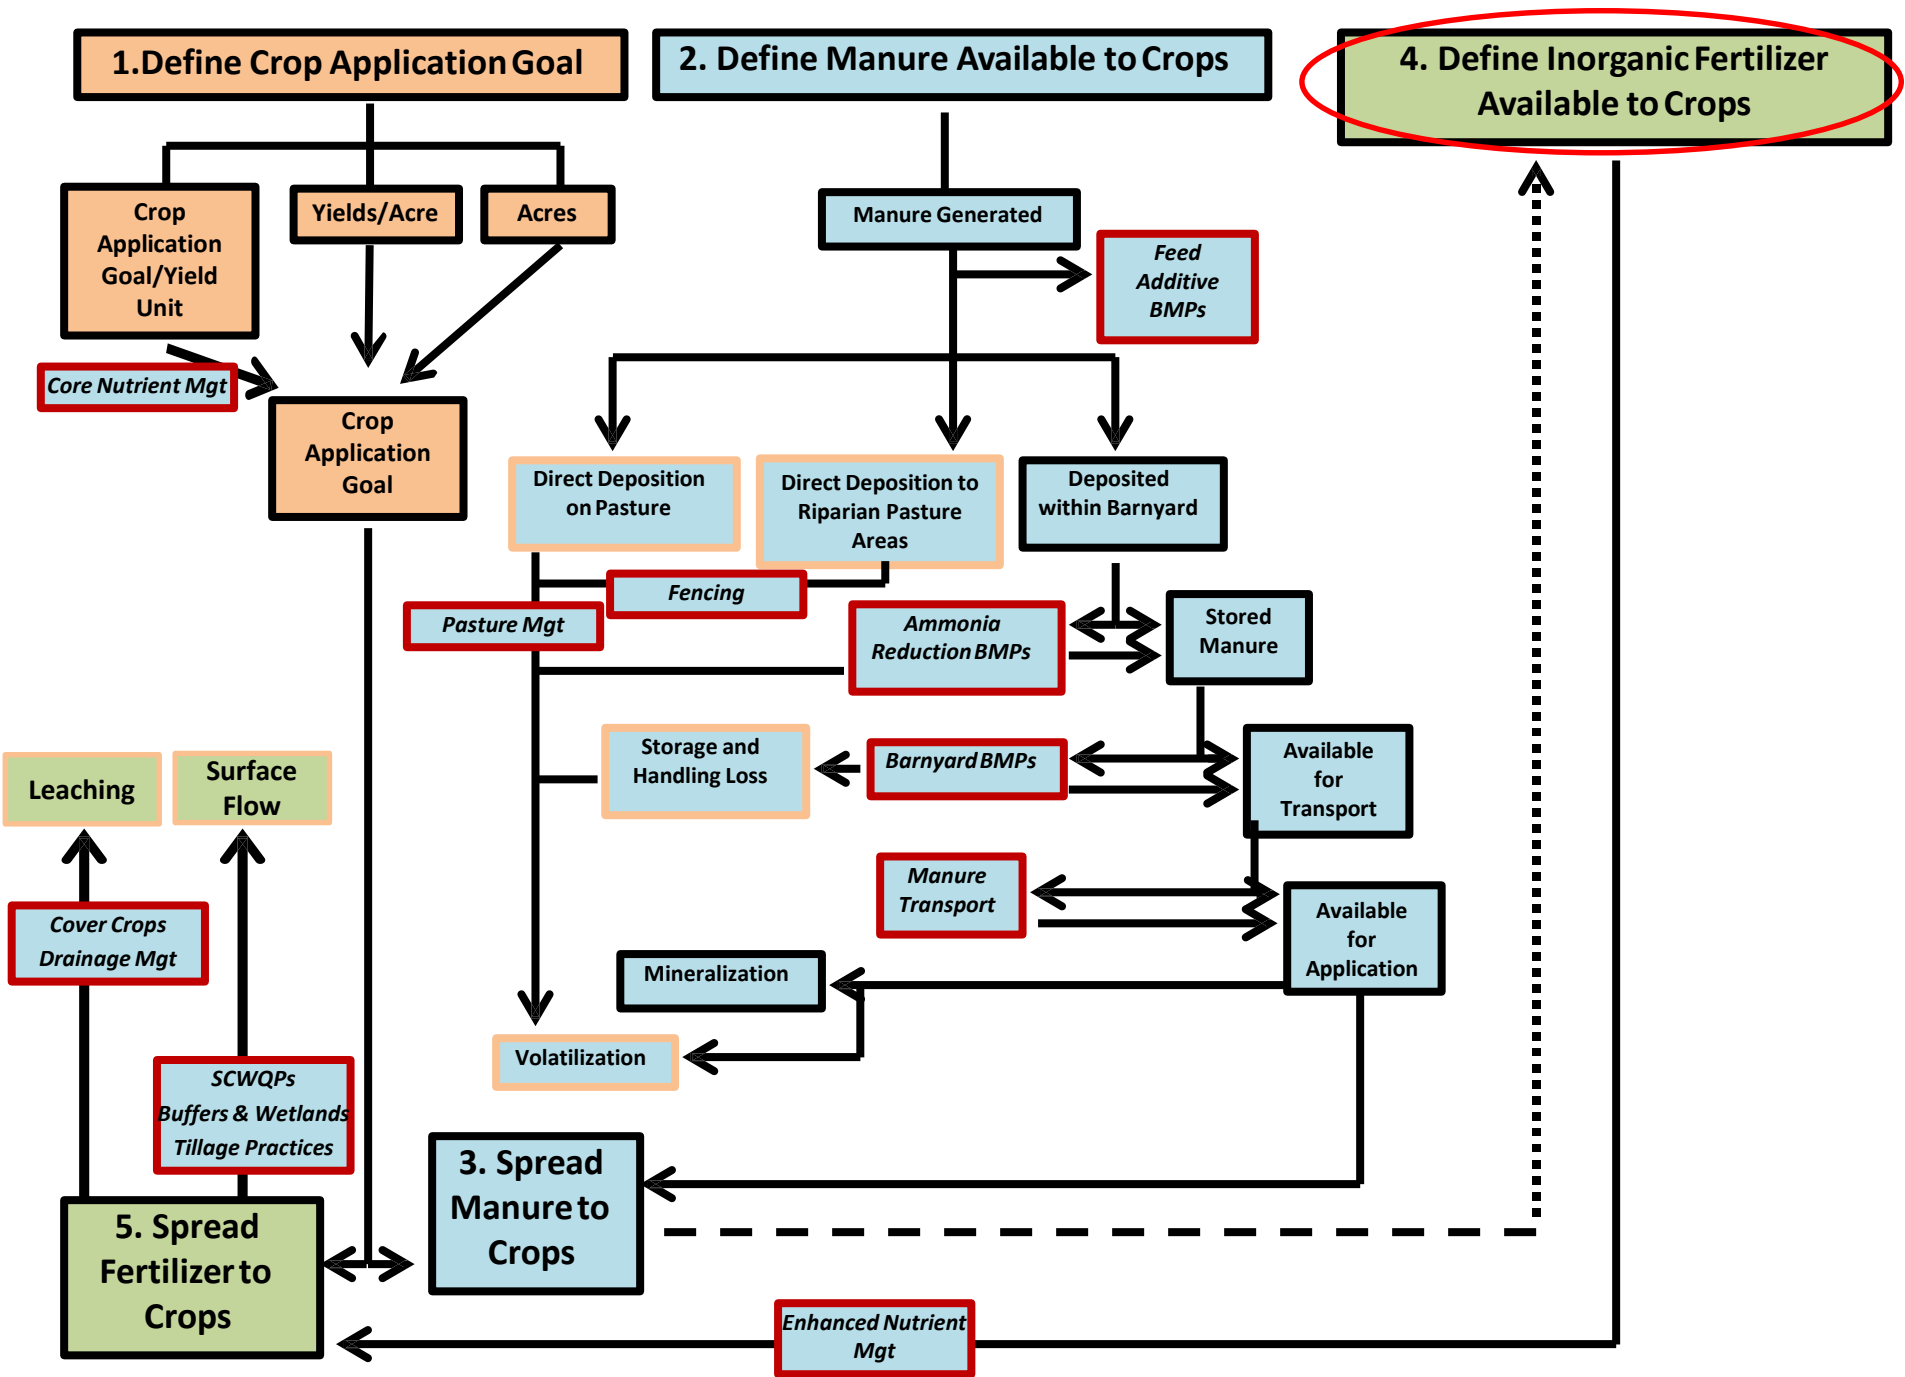 1.Define Crop Application Goal
2. Define Manure Available to Crops
4. Define Inorganic Fertilizer
Available to Crops
Crop
Application
Goal/Yield
Unit
Yields/Acre
Acres
Manure Generated
Feed
Additive
BMPs
Core Nutrient Mgt
Crop
Application
Goal
Direct Deposition
on Pasture
Direct Deposition to
Riparian Pasture
Areas
Deposited
within Barnyard
Fencing
Pasture Mgt
Ammonia
Reduction BMPs
Stored
Manure
Storage and
Handling Loss
Barnyard BMPs
Available
for
Transport
Leaching
Surface
Flow
Manure
Transport
Available
for
Application
Cover Crops
Drainage Mgt
Mineralization
Volatilization
SCWQPs
Buffers & Wetlands
Tillage Practices
3. Spread
Manure to
Crops
5. Spread
Fertilizer to
Crops
Enhanced Nutrient
Mgt